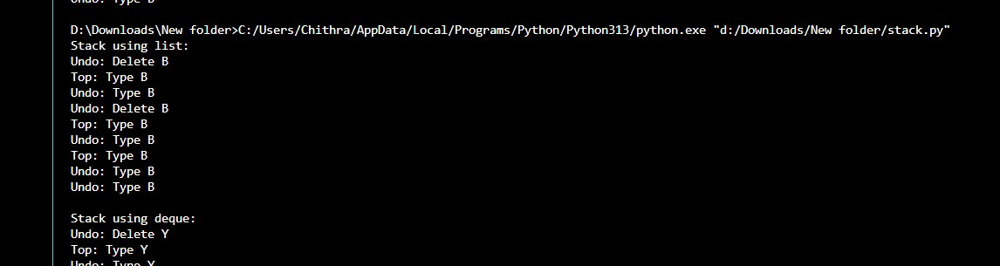 Undo: Type B
D:\Downloads\New folder>C:/Users/Chithra/AppData/Local/Programs/Python/Python313/python.exe "d:/Downloads/New folder/stack.py"
Stack using list:
Undo: Delete B
Top: Type B
Undo: Type B
Undo: Delete B
Top: Type B
Undo: Type B
Top: Type B
Undo: Type B
Undo: Type B
Stack using deque:
Undo: Delete Y
Top: Type Y
Undo: Type Y